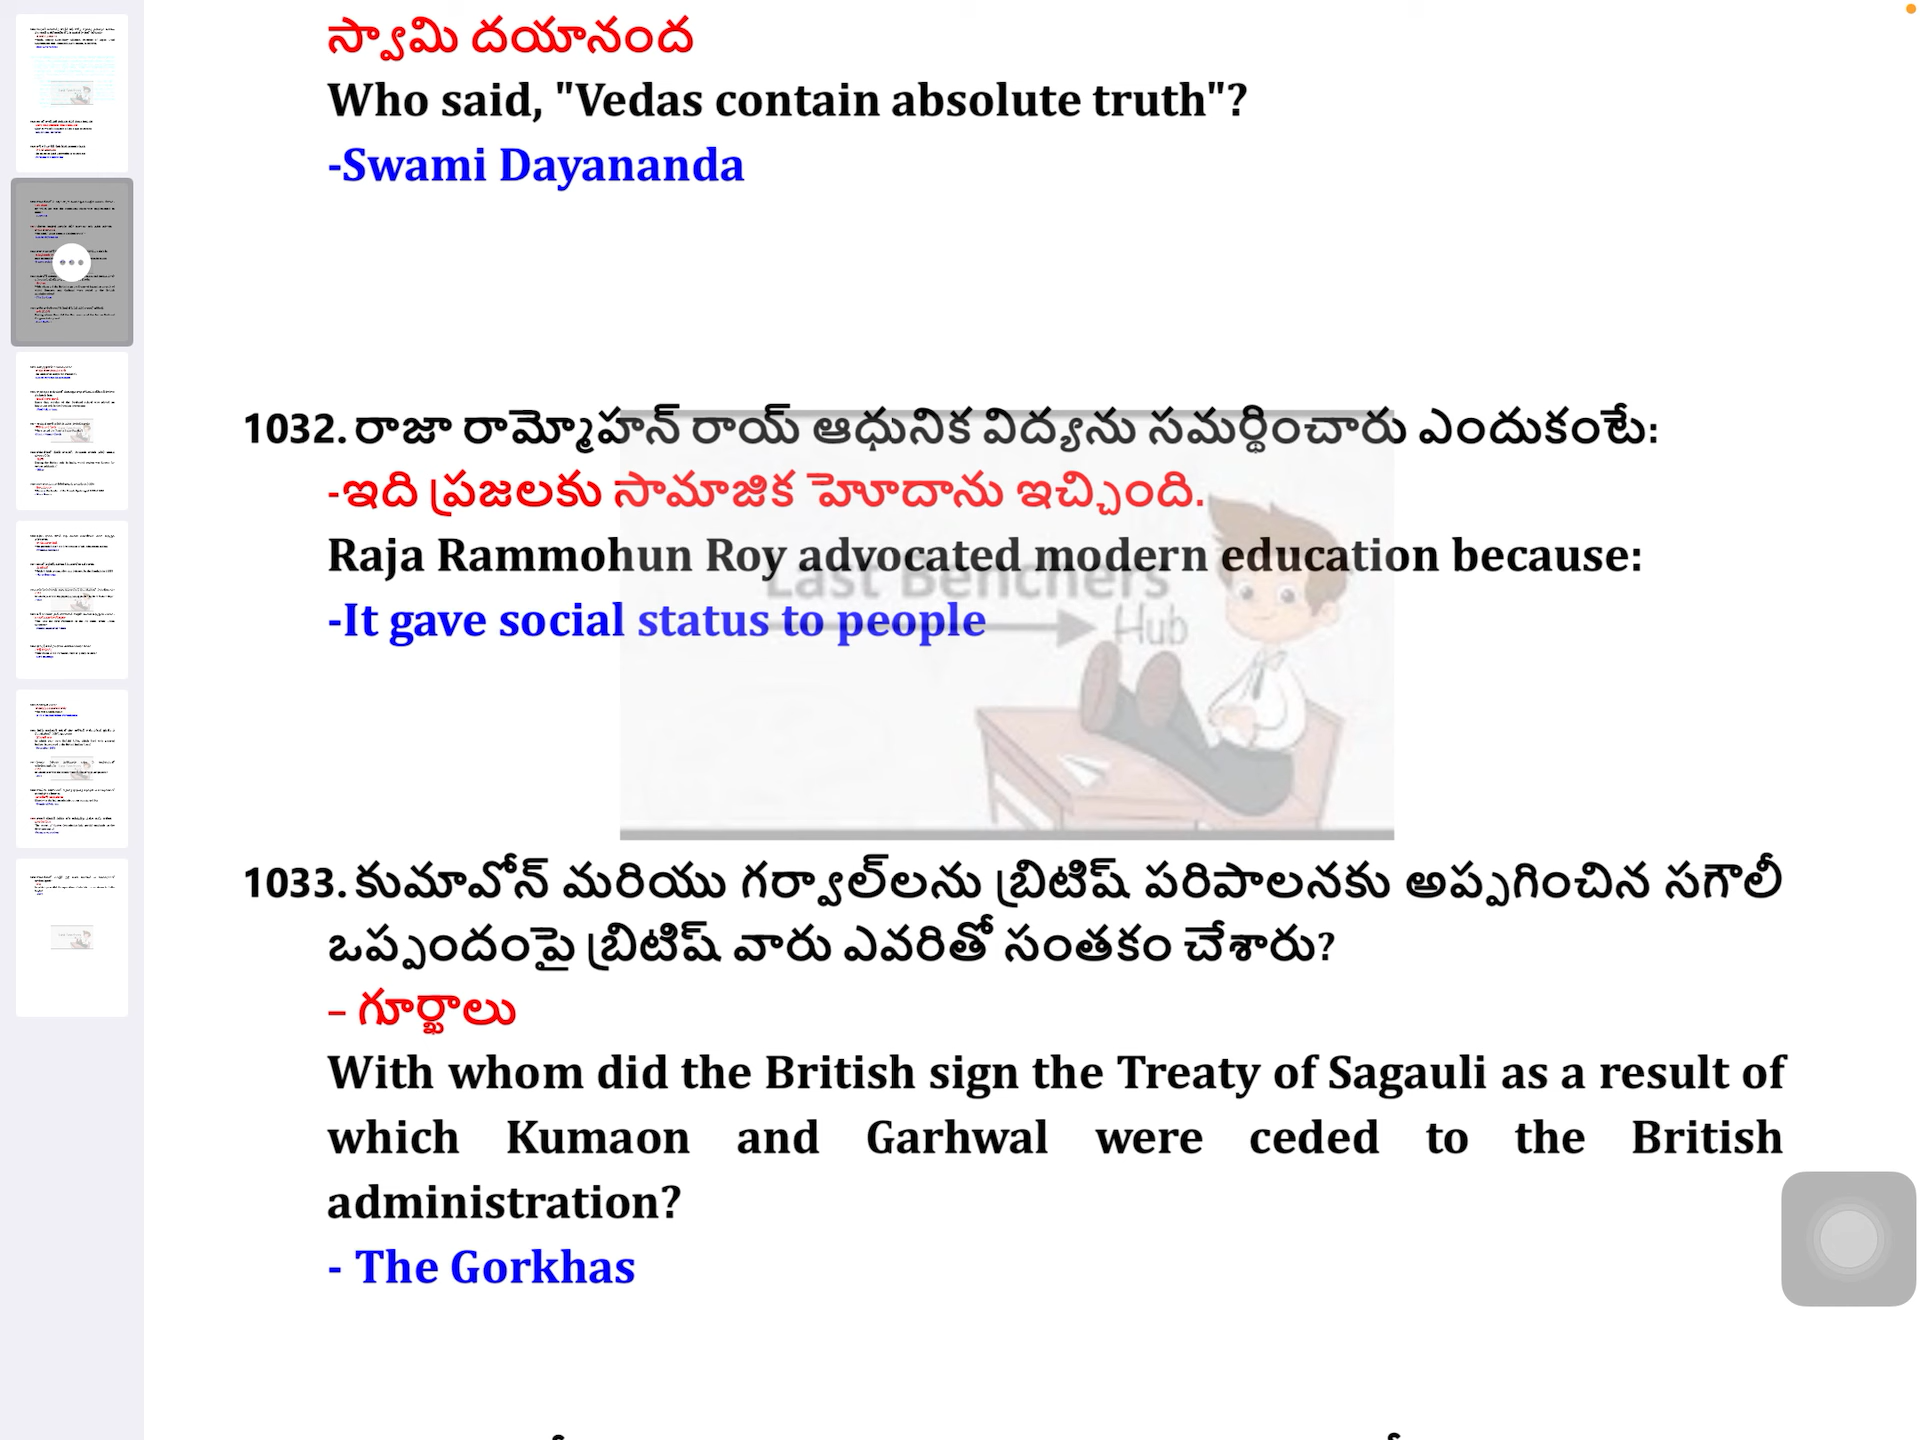 స్వామి దయానంద
Who said, "Vedas contain absolute truth"?
-Swami Dayananda
1032. రాజా రామ్మోహన్ రాయ్ ఆధునిక విద్యను సమర్థించారు ఎందుకంటే:
-ఇది ప్రజలకు సామాజిక హెూదాను ఇచ్చింది.
Raja Rammohun Roy advocated modern education because:
-It gave social status to people
Last Benchers
Hub
1033. కుమావోన్ మరియు గర్వాల్‌లను బ్రిటిష్ పరిపాలనకు అప్పగించిన సగౌలీ
ఒప్పందంపై బ్రిటిష్ వారు ఎవరితో సంతకం చేశారు?
– గూర్ఖాలు
With whom did the British sign the Treaty of Sagauli as a result of
which Kumaon and Garhwal were ceded to the British
administration?
- The Gorkhas